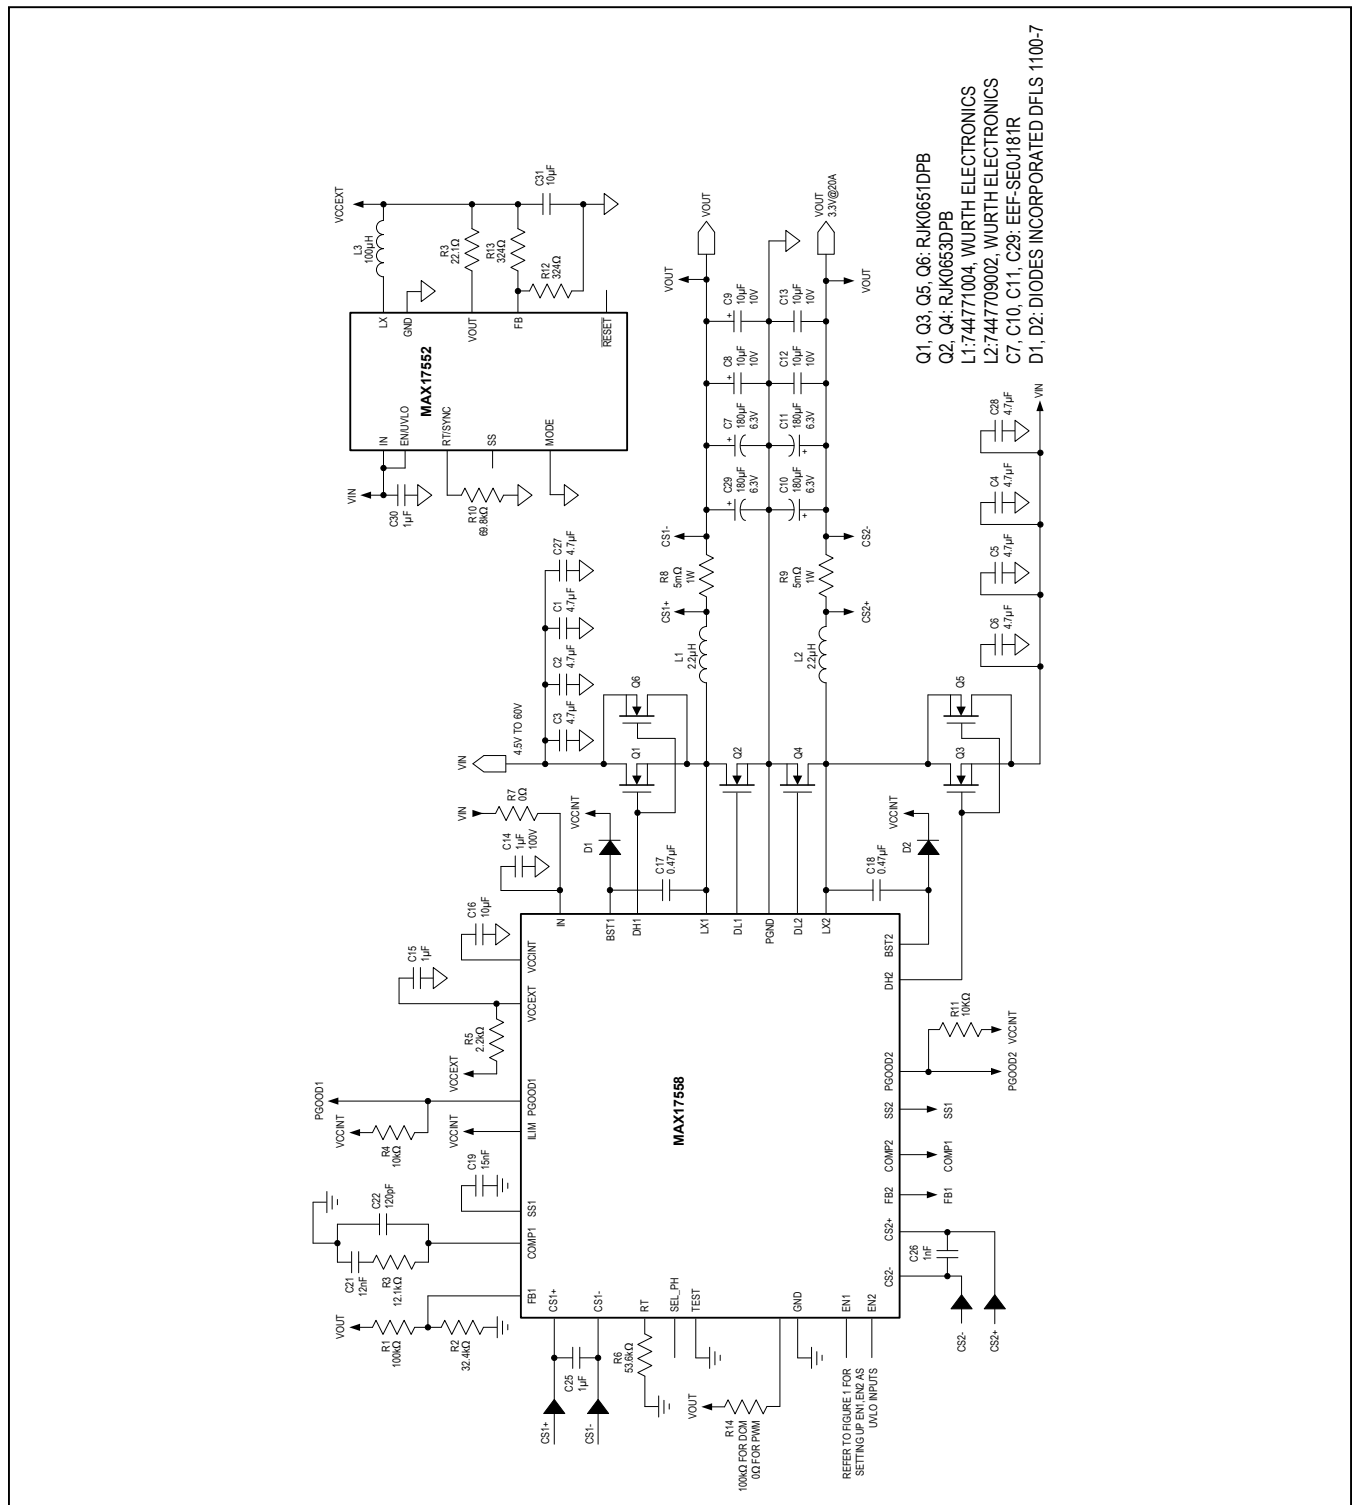 VCCEXT
L3
100µH
R3
22.1Ω
R13
324Ω
R12
324Ω
C31
10µF
LX
GND
VOUT
FB
RESET
MAX17552
IN
EN/UVLO
RT/SYNC
SS
MODE
VIN
C30
1µF
R10
69.8kΩ
Q1, Q3, Q5, Q6: RJK0651DPB
Q2, Q4: RJK0653DPB
L1:744771004, WURTH ELECTRONICS
L2:7447709002, WURTH ELECTRONICS
C7, C10, C11, C29: EEF-SE0J181R
D1, D2: DIODES INCORPORATED DFLS 1100-7
VOUT
VOUT
3.3V@20A
VOUT
VOUT
C9
10µF
10V
C13
10µF
10V
C8
10µF
10V
C12
10µF
10V
C7
180µF
6.3V
C11
180µF
6.3V
C29
180µF
6.3V
C10
180µF
6.3V
CS1-
CS2-
R8
5mΩ
1W
R9
5mΩ
1W
CS1+
CS2+
L1
2.2µH
L2
2.2µH
C27
4.7µF
C1
4.7µF
C2
4.7µF
C3
4.7µF
C28
4.7µF
C4
4.7µF
C5
4.7µF
C6
4.7µF
VIN
VIN
4.5V TO 60V
Q6
Q1
Q2
Q4
Q5
Q3
VIN
R7
0Ω
C14
1µF
100V
VCCINT
D1
C17
0.47µF
VCCINT
D2
C18
0.47µF
C16
10µF
C15
1µF
R5
2.2kΩ
VCCEXT
PGOOD1
VCCINT
R4
10kΩ
VCCINT
C19
15nF
C22
120pF
C21
12nF
R3
12.1kΩ
VOUT
R1
100kΩ
R2
32.4kΩ
IN
BST1
DH1
LX1
DL1
PGND
DL2
LX2
VCCINT
VCCEXT
PGOOD1
ILIM
SS1
COMP1
FB1
MAX17558
BST2
DH2
PGOOD2
SS2
COMP2
FB2
CS2+
CS2-
CS1+
CS1-
RT
SEL_PH
TEST
GND
EN1
EN2
R11
10KΩ
VCCINT
PGOOD2
SS1
COMP1
FB1
C26
1nF
CS2-
CS2+
CS1+
CS1-
C25
1µF
R6
53.6kΩ
VOUT
R14
100kΩ FOR DCM
0Ω FOR PWM
REFER TO FIGURE 1 FOR
SETTING UP EN1,EN2 AS
UVLO INPUTS